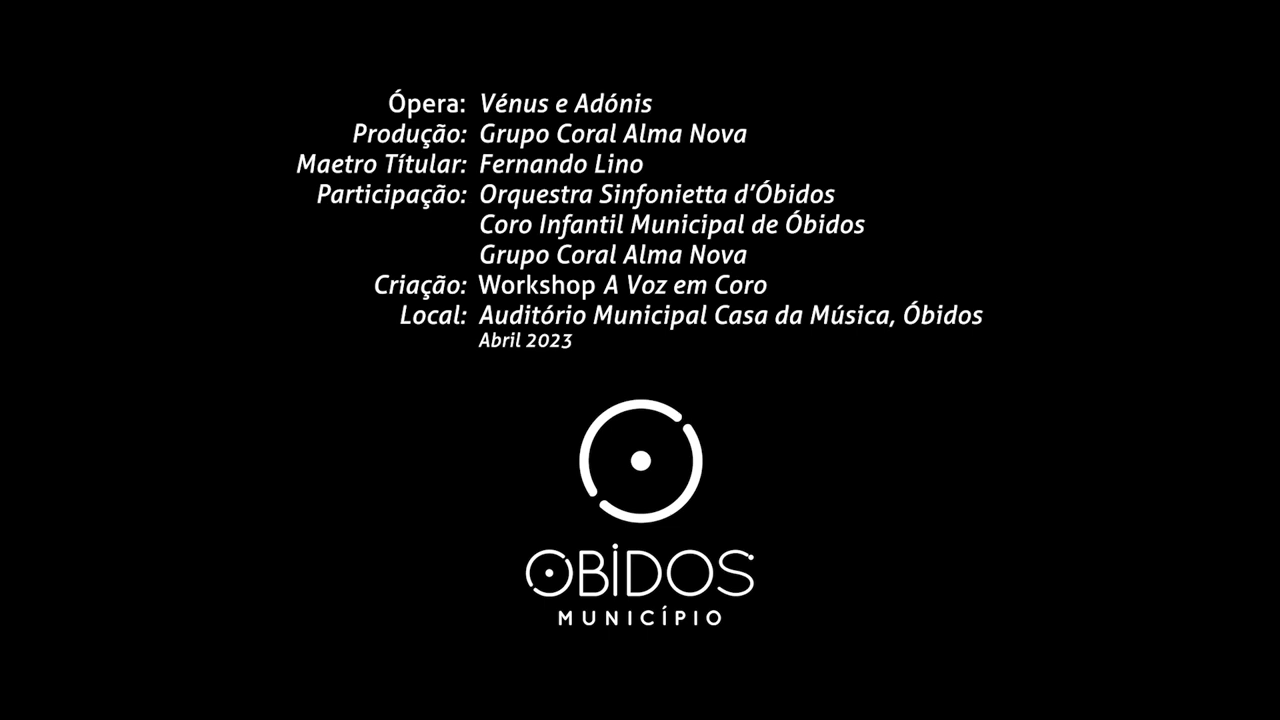 Ópera: Vénus e Adónis
Produção: Grupo Coral Alma Nova
Maetro Títular: Fernando Lino
Participação: Orquestra Sinfonietta d’Óbidos
Coro Infantil Municipal de Óbidos
Grupo Coral Alma Nova
Criação: Workshop A Voz em Coro
Local: Auditório Municipal Casa da Música, Óbidos
Abril 2023
OBIDOS
MUNICÍPIO